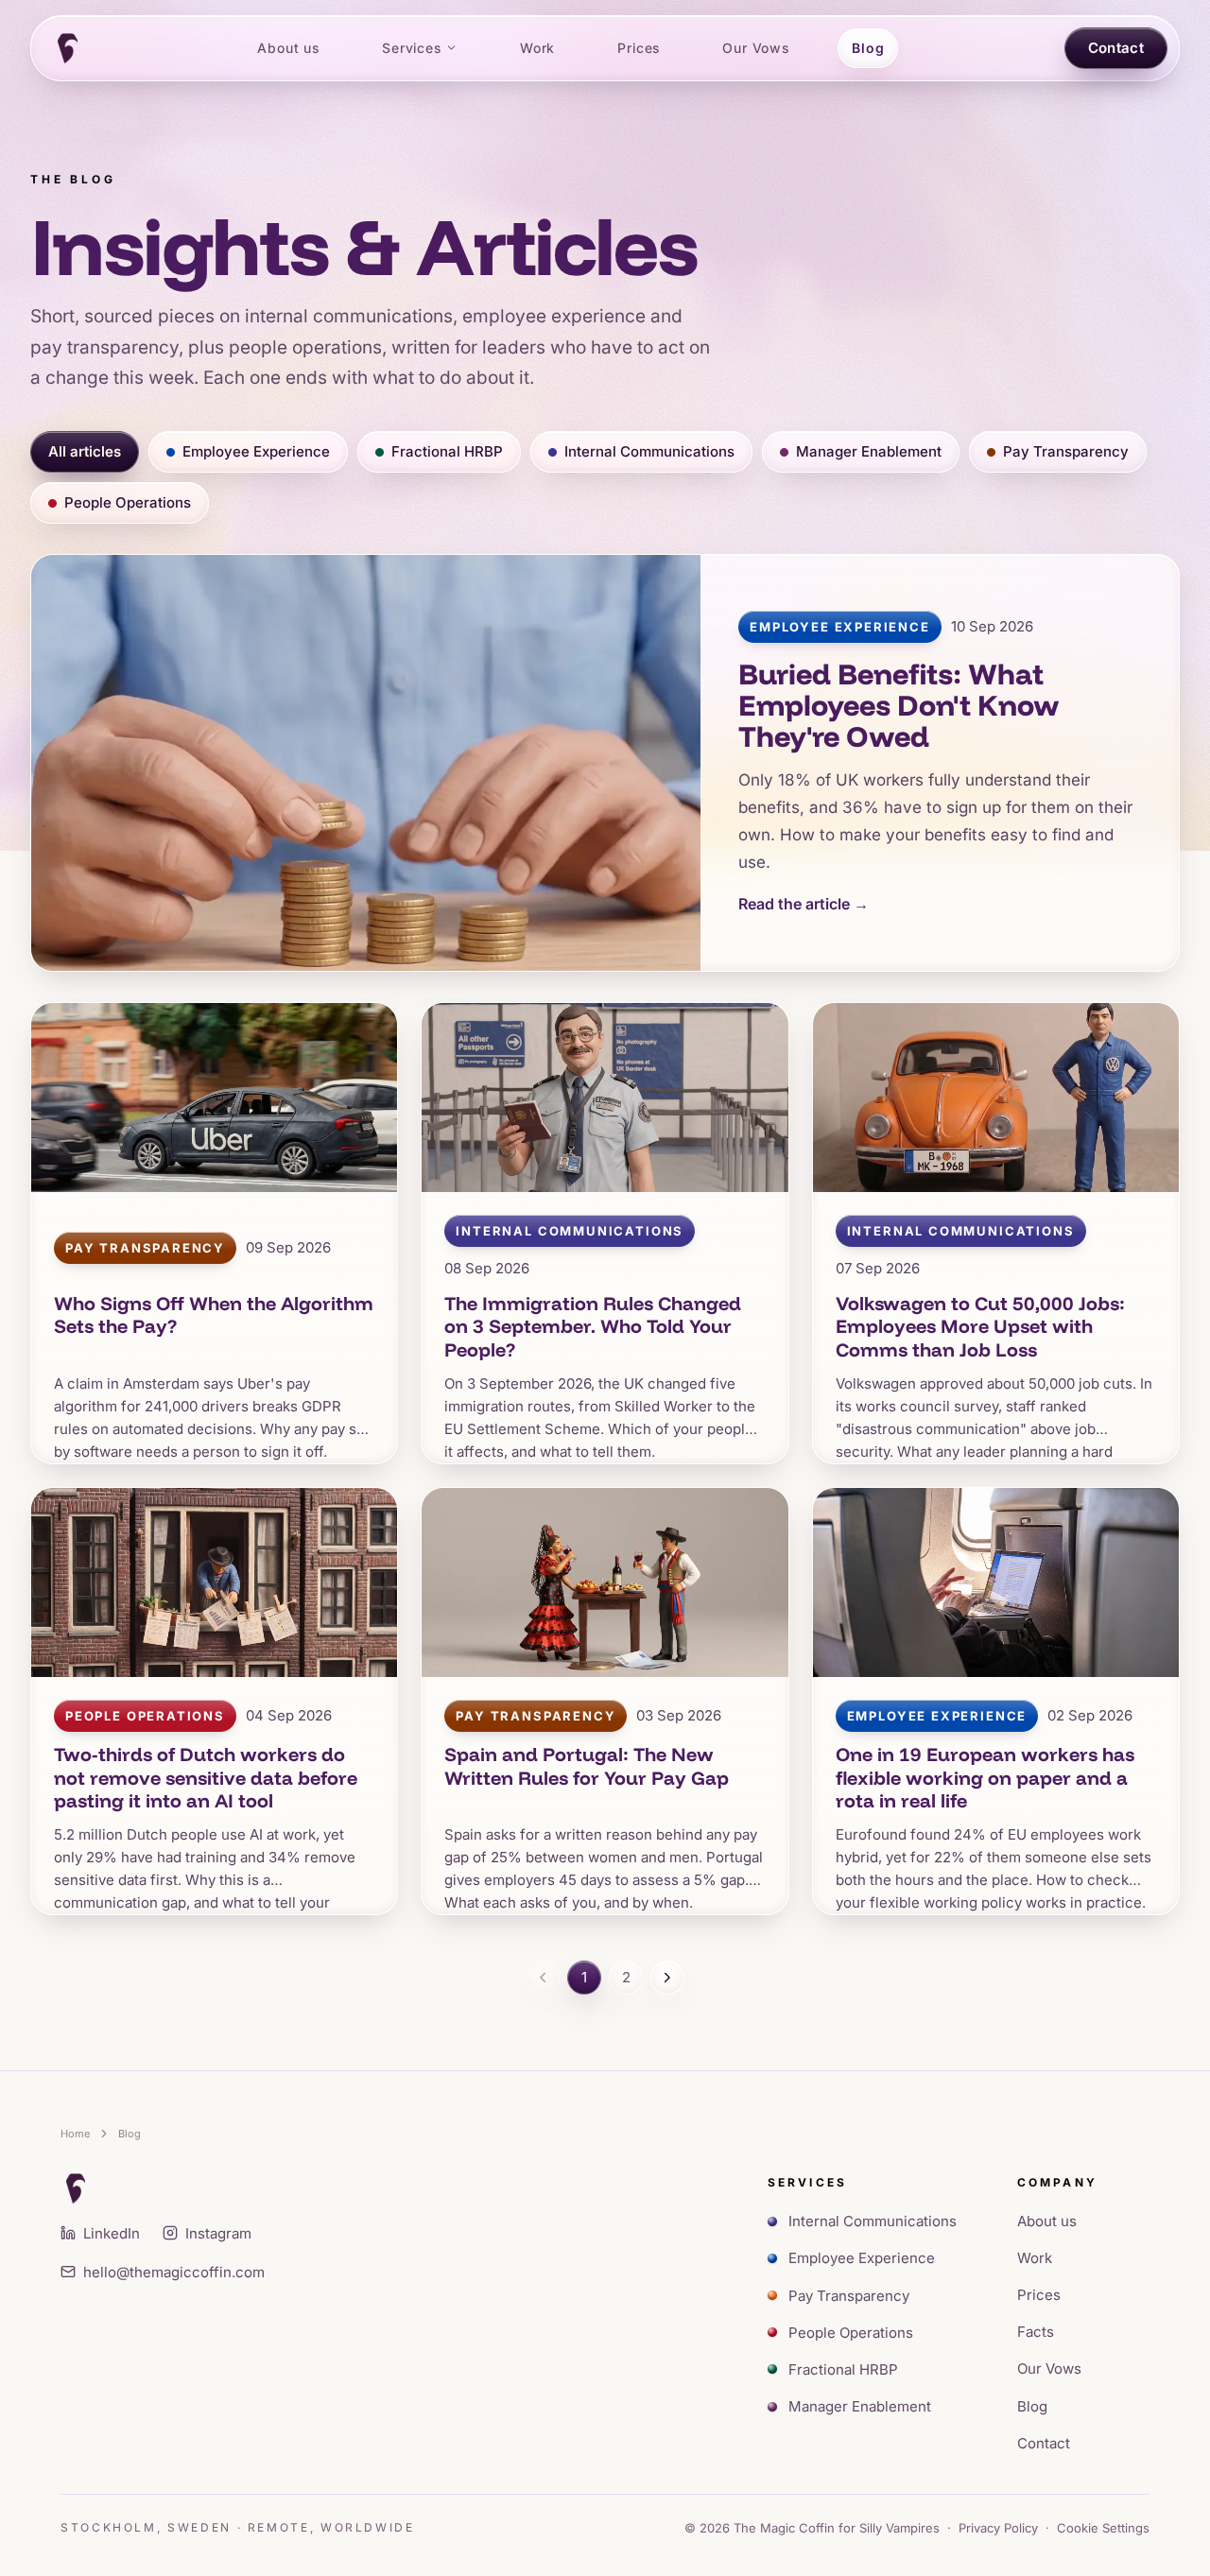 About us
Services
Work
Prices
Our Vows
Blog
Contact
THE BLOG
Insights & Articles
Short, sourced pieces on internal communications, employee experience and
pay transparency, plus people operations, written for leaders who have to act on
a change this week. Each one ends with what to do about it.
All articles
Employee Experience
Fractional HRBP
Internal Communications
Manager Enablement
Pay Transparency
People Operations
EMPLOYEE EXPERIENCE
10 Sep 2026
Buried Benefits: What
Employees Don't Know
They're Owed
Only 18% of UK workers fully understand their
benefits, and 36% have to sign up for them on their
own. How to make your benefits easy to find and
use.
Read the article →
Uber
PAY TRANSPARENCY
09 Sep 2026
Who Signs Off When the Algorithm
Sets the Pay?
A claim in Amsterdam says Uber's pay
algorithm for 241,000 drivers breaks GDPR
rules on automated decisions. Why any pay s...
by software needs a person to sign it off.
All other
Passports
No photography
No phones at
UK Border desk
INTERNAL COMMUNICATIONS
08 Sep 2026
The Immigration Rules Changed
on 3 September. Who Told Your
People?
On 3 September 2026, the UK changed five
immigration routes, from Skilled Worker to the
EU Settlement Scheme. Which of your peopl...
it affects, and what to tell them.
B
MK-1968
INTERNAL COMMUNICATIONS
07 Sep 2026
Volkswagen to Cut 50,000 Jobs:
Employees More Upset with
Comms than Job Loss
Volkswagen approved about 50,000 job cuts. In
its works council survey, staff ranked
"disastrous communication" above job...
security. What any leader planning a hard
PEOPLE OPERATIONS
04 Sep 2026
Two-thirds of Dutch workers do
not remove sensitive data before
pasting it into an AI tool
5.2 million Dutch people use AI at work, yet
only 29% have had training and 34% remove
sensitive data first. Why this is a...
communication gap, and what to tell your
PAY TRANSPARENCY
03 Sep 2026
Spain and Portugal: The New
Written Rules for Your Pay Gap
Spain asks for a written reason behind any pay
gap of 25% between women and men. Portugal
gives employers 45 days to assess a 5% gap....
What each asks of you, and by when.
EMPLOYEE EXPERIENCE
02 Sep 2026
One in 19 European workers has
flexible working on paper and a
rota in real life
Eurofound found 24% of EU employees work
hybrid, yet for 22% of them someone else sets
both the hours and the place. How to check...
your flexible working policy works in practice.
1
2
Home
Blog
LinkedIn
Instagram
hello@themagiccoffin.com
SERVICES
Internal Communications
Employee Experience
Pay Transparency
People Operations
Fractional HRBP
Manager Enablement
COMPANY
About us
Work
Prices
Facts
Our Vows
Blog
Contact
STOCKHOLM, SWEDEN · REMOTE, WORLDWIDE
© 2026 The Magic Coffin for Silly Vampires · Privacy Policy · Cookie Settings